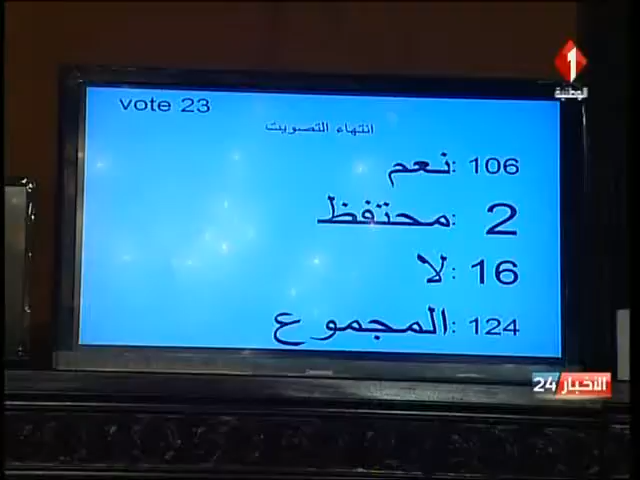 vote 23
انتهاء التصويت
106 :نعم
2 :محتفظ
16 :لا
124 :المجموع
1
الوطنية
الأخبار 24